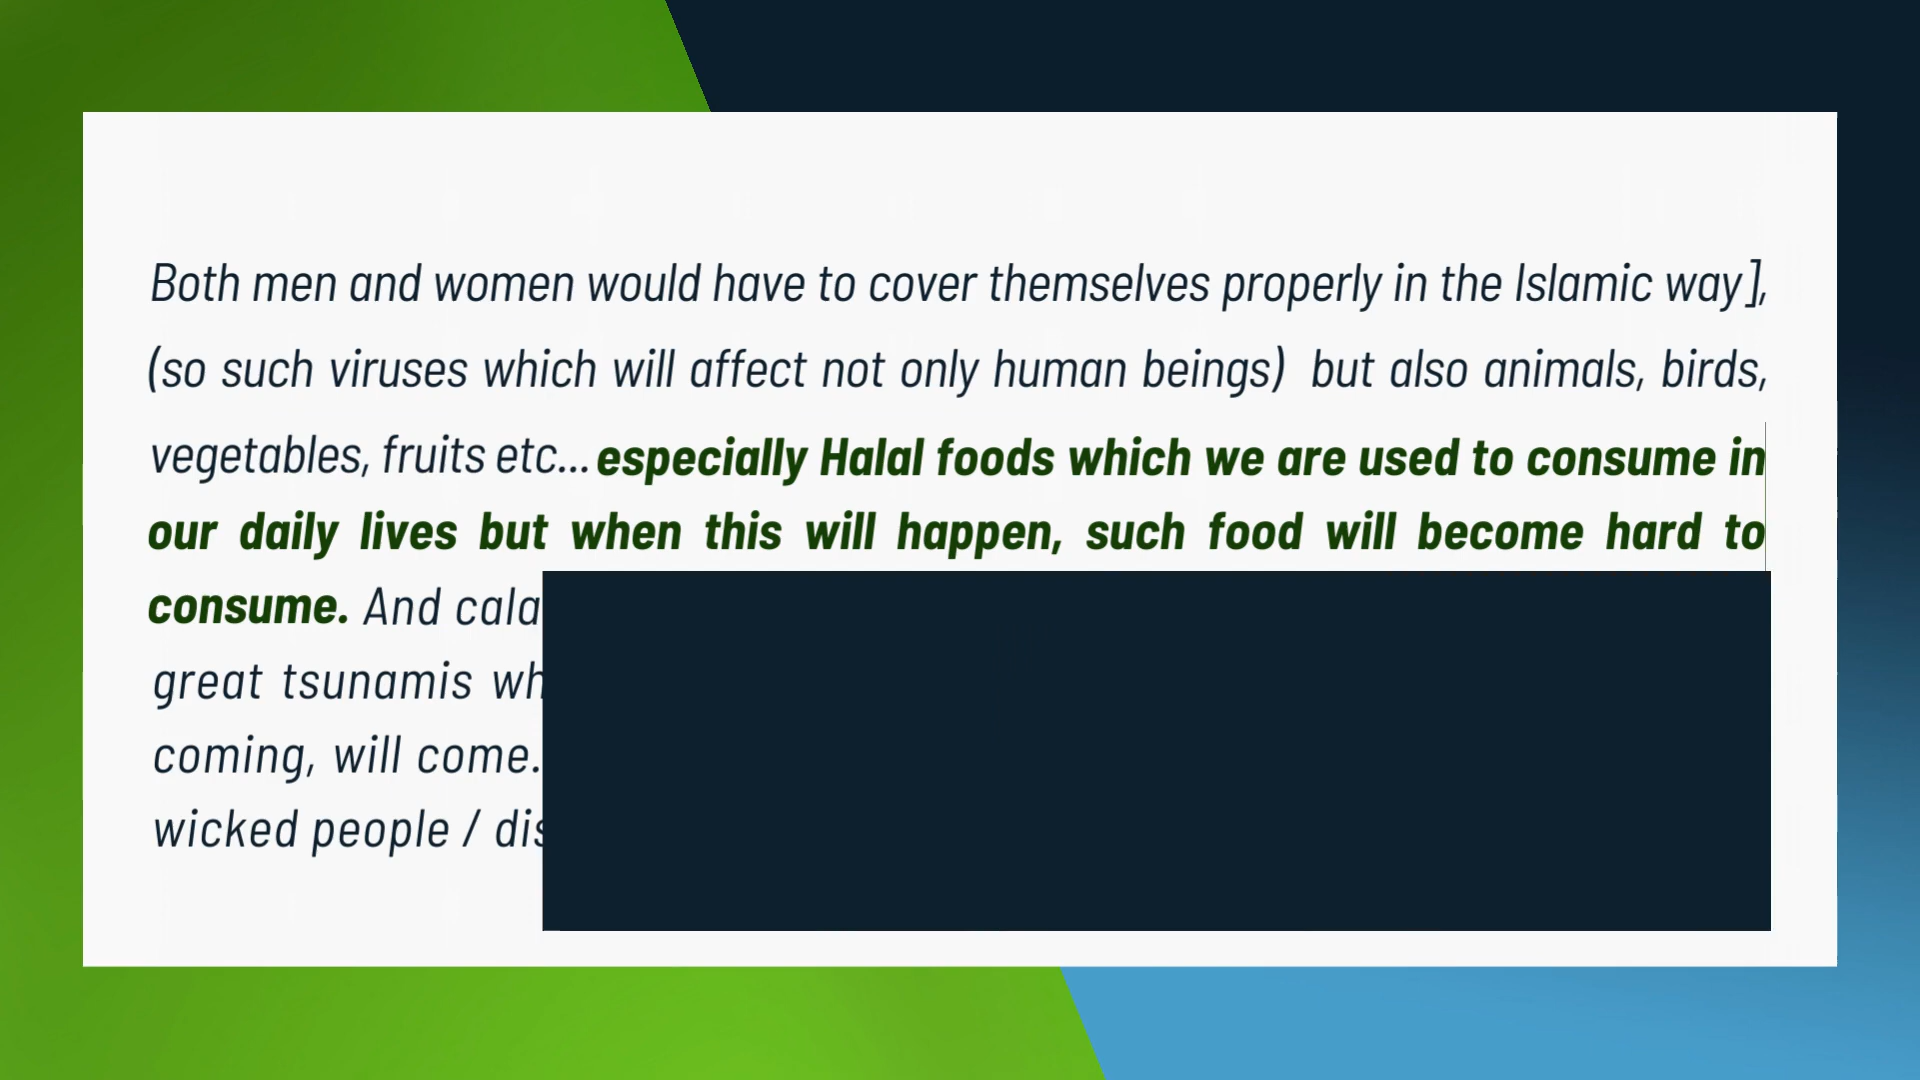 Both men and women would have to cover themselves properly in the Islamic way],
(so such viruses which will affect not only human beings) but also animals, birds,
vegetables, fruits etc... especially Halal foods which we are used to consume in
our daily lives but when this will happen, such food will become hard to
consume. And
great tsunamis
coming, will come.
wicked people /